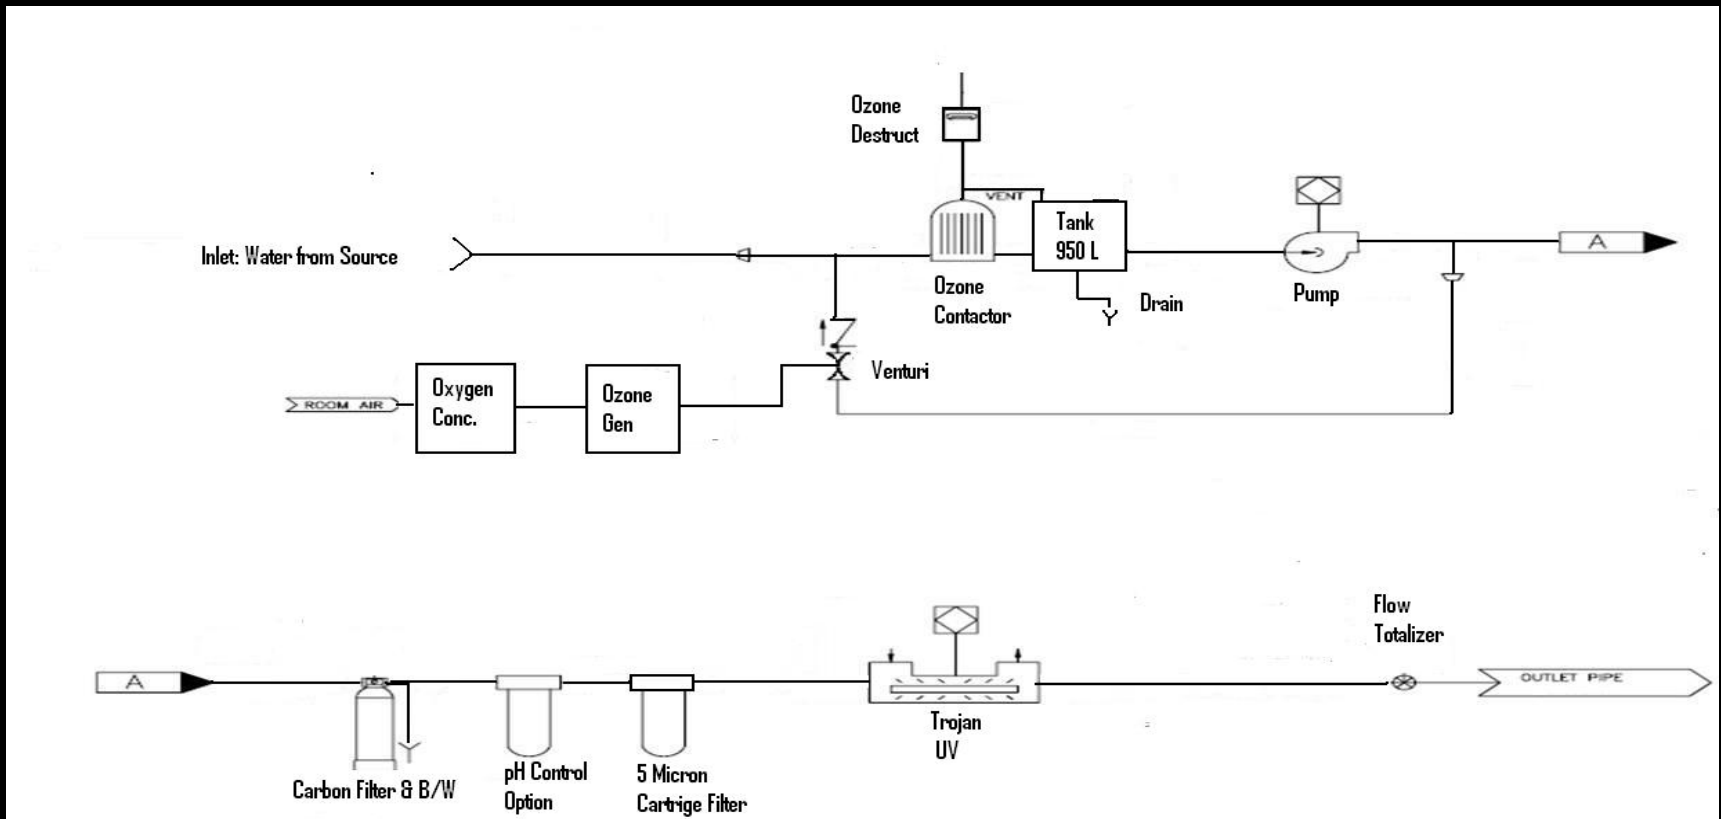 Ozone
Destruct
VENT
Tank
950 L
A
Inlet: Water from Source
Ozone
Contactor
Drain
Pump
Venturi
ROOM AIR
Oxygen
Conc.
Ozone
Gen
Flow
Totalizer
A
OUTLET PIPE
Trojan
UV
Carbon Filter & B/W
pH Control
Option
5 Micron
Cartrige Filter